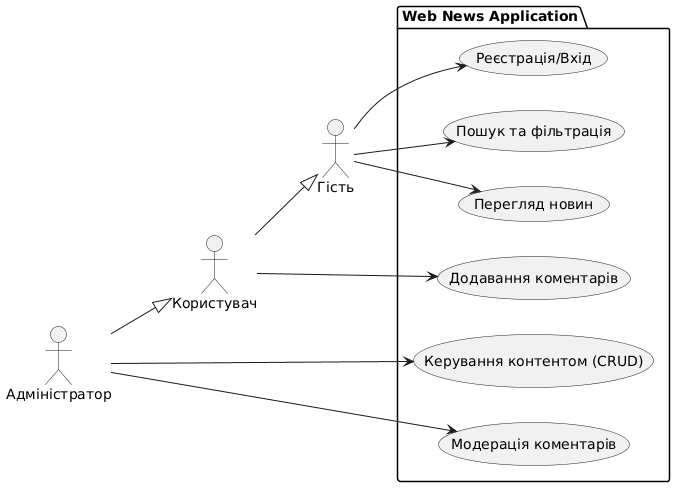 Web News Application
Реєстрація/Вхід
Пошук та фільтрація
Гість
Перегляд новин
Додавання коментарів
Користувач
Керування контентом (CRUD)
Адміністратор
Модерація коментарів